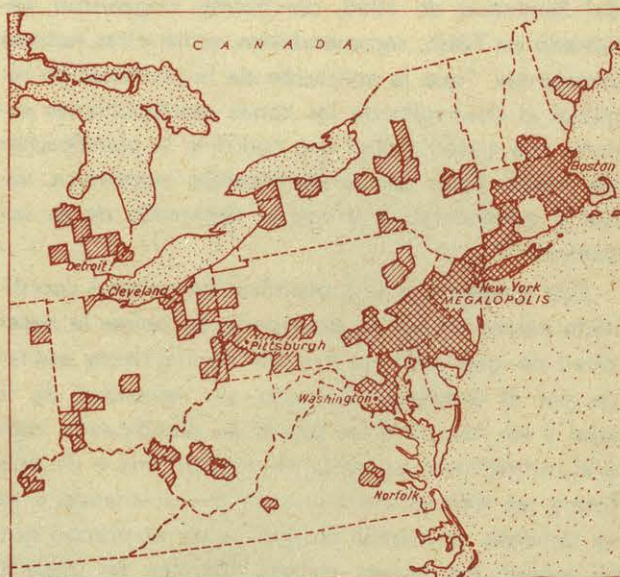 CANADA
Boston
Detroit
Cleveland
New York
MEGALOPOLIS
Pittsburgh
Washington
Norfolk